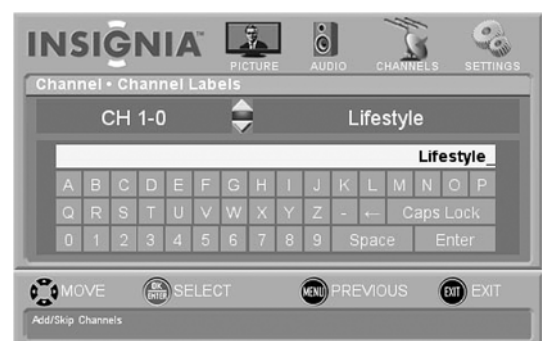 INSIGNIA™
PICTURE AUDIO CHANNELS SETTINGS
Channel • Channel Labels
CH 1-0 Lifestyle
Lifestyle_
A B C D E F G H I J K L M N O P
Q R S T U V W X Y Z - ← Caps Lock
0 1 2 3 4 5 6 7 8 9 Space Enter
MOVE OK ENTER SELECT MENU PREVIOUS EXIT EXIT
Add/Skip Channels